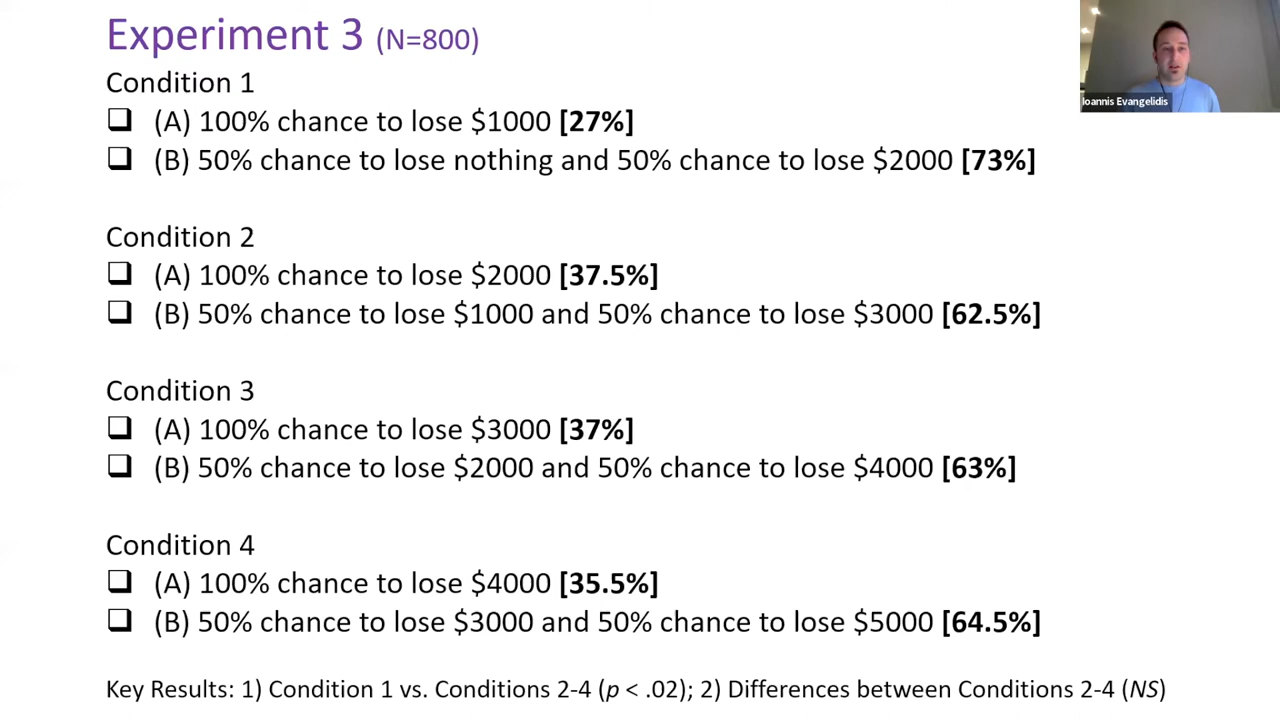 Experiment 3 (N=800)
Ioannis Evangelidis
Condition 1
(A) 100% chance to lose $1000 [27%]
(B) 50% chance to lose nothing and 50% chance to lose $2000 [73%]
Condition 2
(A) 100% chance to lose $2000 [37.5%]
(B) 50% chance to lose $1000 and 50% chance to lose $3000 [62.5%]
Condition 3
(A) 100% chance to lose $3000 [37%]
(B) 50% chance to lose $2000 and 50% chance to lose $4000 [63%]
Condition 4
(A) 100% chance to lose $4000 [35.5%]
(B) 50% chance to lose $3000 and 50% chance to lose $5000 [64.5%]
Key Results: 1) Condition 1 vs. Conditions 2-4 (p < .02); 2) Differences between Conditions 2-4 (NS)